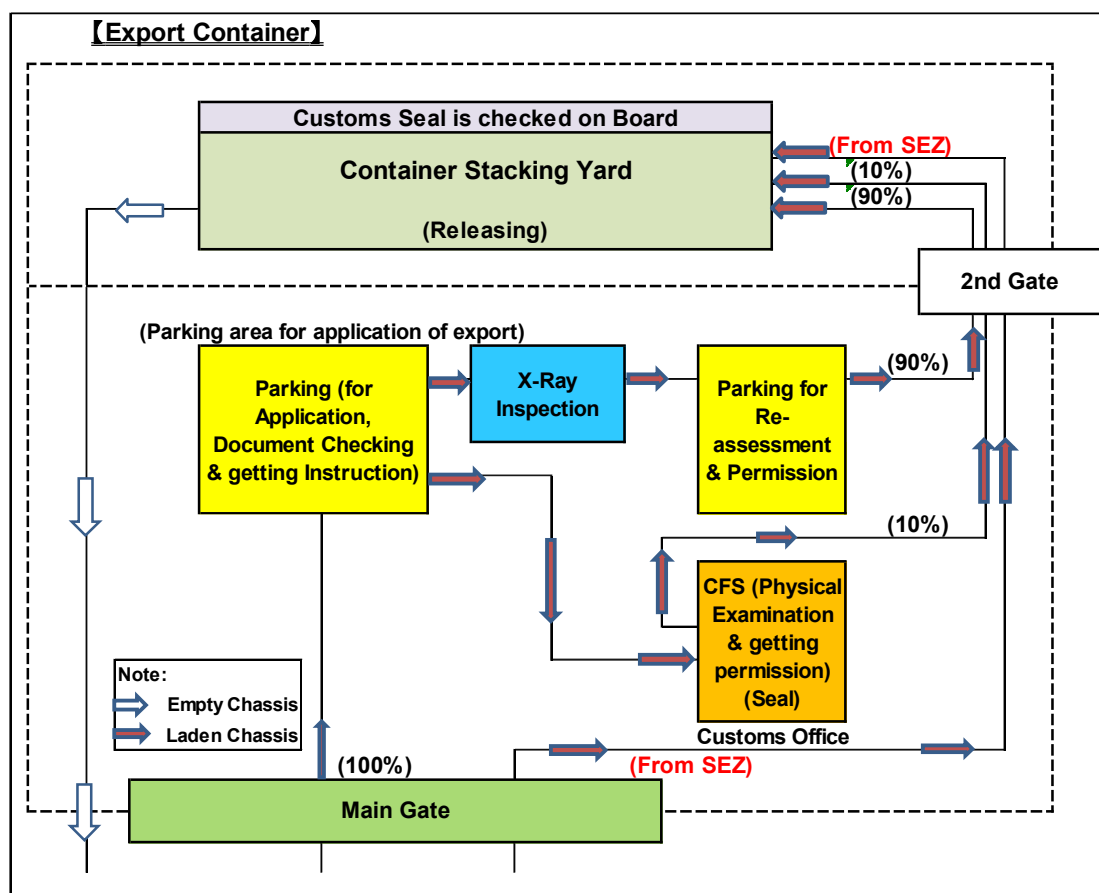 【Export Container】
Customs Seal is checked on Board
Container Stacking Yard
(Releasing)
(From SEZ)
(10%)
(90%)
2nd Gate
(Parking area for application of export)
Parking (for
Application,
Document Checking
& getting Instruction)
X-Ray
Inspection
Parking for
Re-
assessment
& Permission
(90%)
(10%)
CFS (Physical
Examination
& getting
permission)
(Seal)
Customs Office
Note:
Empty Chassis
Laden Chassis
(100%)
(From SEZ)
Main Gate